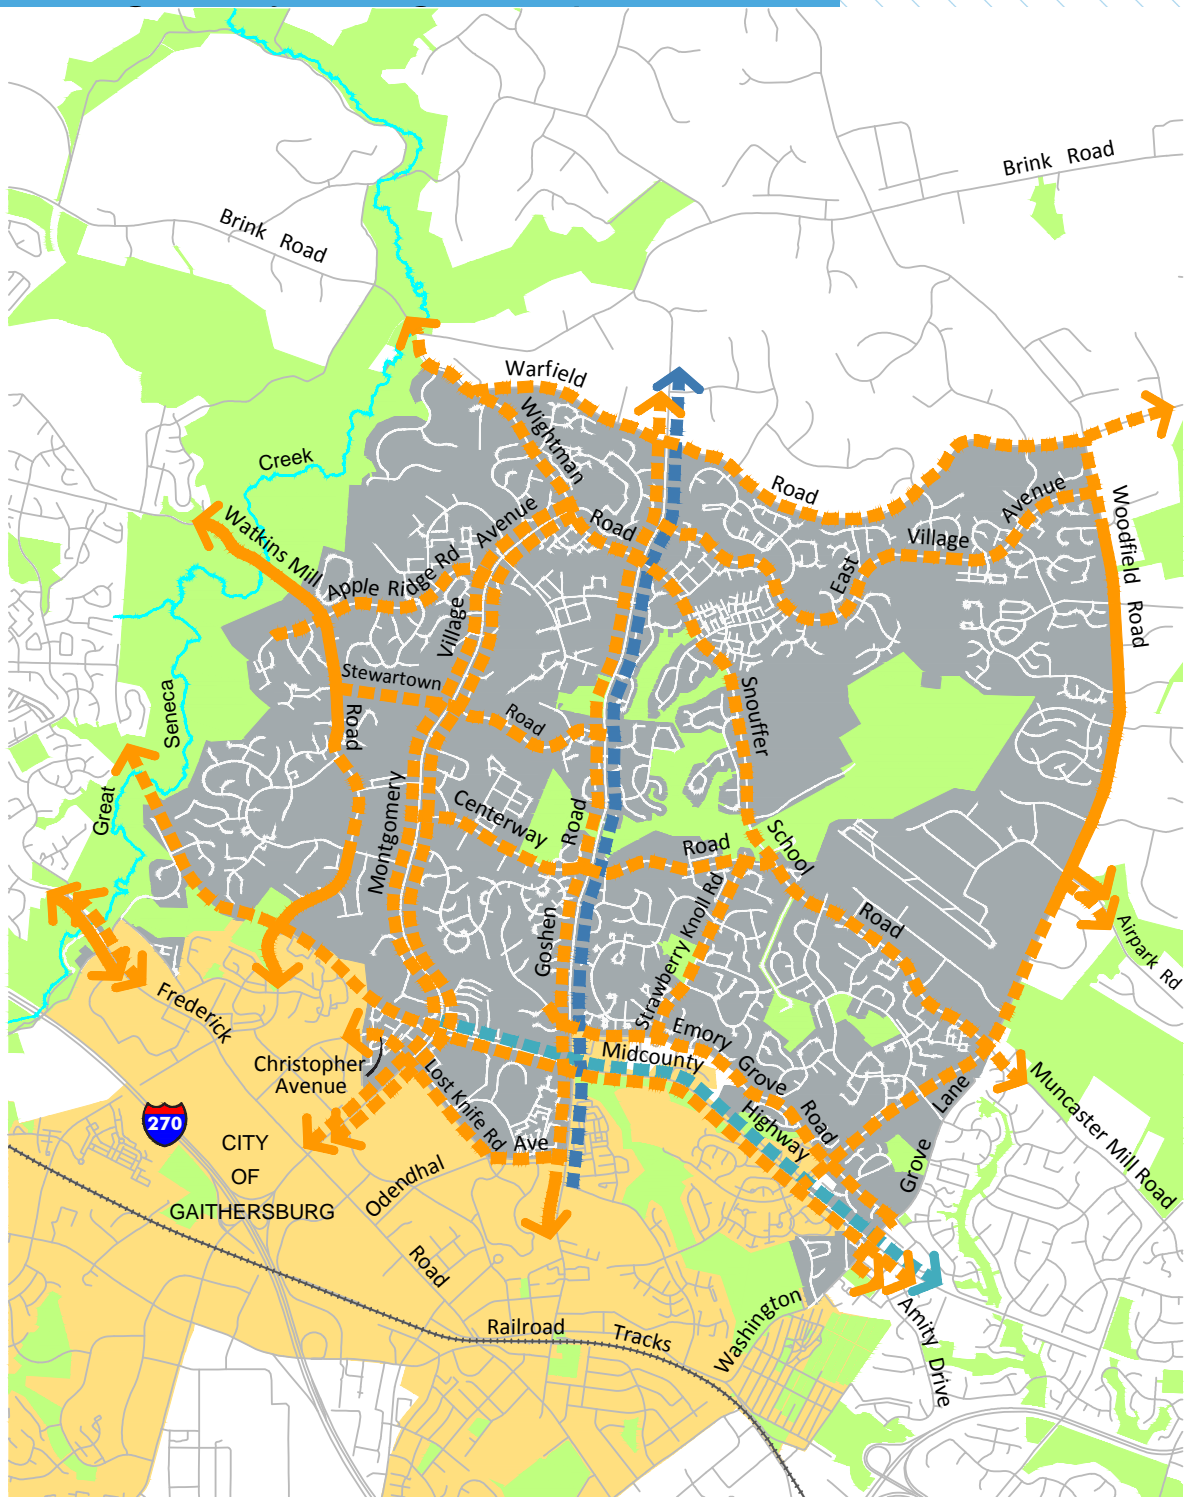 Brink Road
Brink Road
Warfield
Wightman
Creek
Road
Avenue
Woodfield Road
Watkins Mill
Avenue
Road
Village
Apple Ridge Rd
East
Village
Stewartown
Seneca
Snouffer
Road
Road
Great
Montgomery
Centerway
Road
School
Road
Strawberry Knoll Rd
Road
Goshen
Airpark Rd
Frederick
Emory
Christopher
Avenue
Midcounty
Grove
Lost Knife Rd
Lane
Muncaster Mill Road
270
Highway
Road
CITY
OF
GAITHERSBURG
Ave
Odendhal
Grove
Road
Washington
Railroad Tracks
Amity Drive